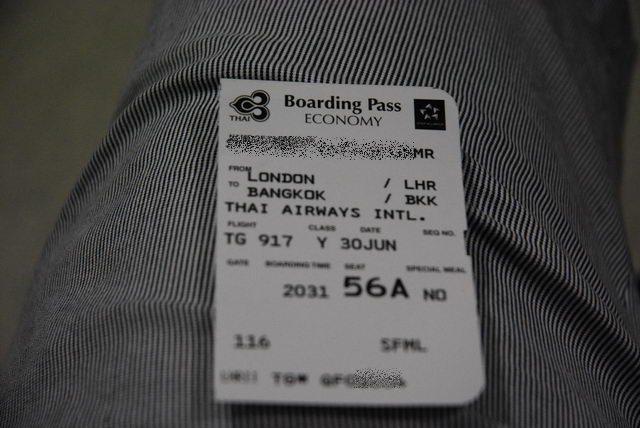 THAI
Boarding Pass
ECONOMY
MR
FROM LONDON / LHR
TO BANGKOK / BKK
THAI AIRWAYS INTL.
FLIGHT CLASS DATE SEQ NO.
TG 917 Y 30JUN
GATE BOARDING TIME SEAT SPECIAL MEAL
2031 56A NO
116 SFML
TG*